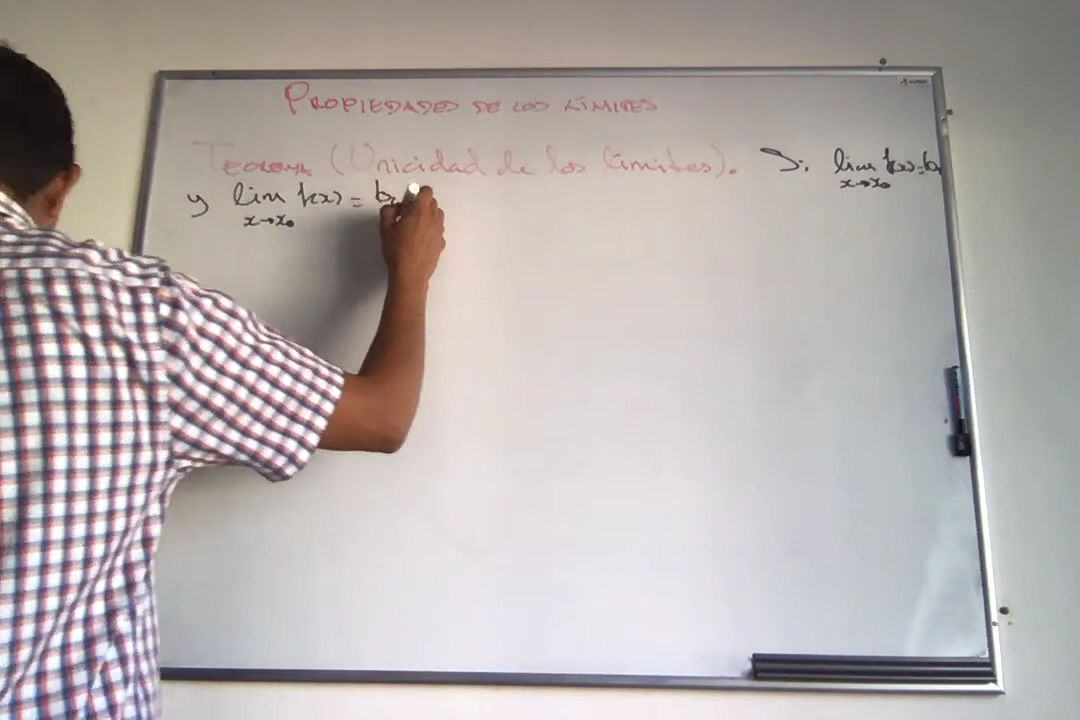 PROPIEDADES DE LOS LÍMITES
TEOREMA (Unicidad de los límites). Si lim f(x)=b₁
x→x₀
y lim f(x) = b₂
x→x₀